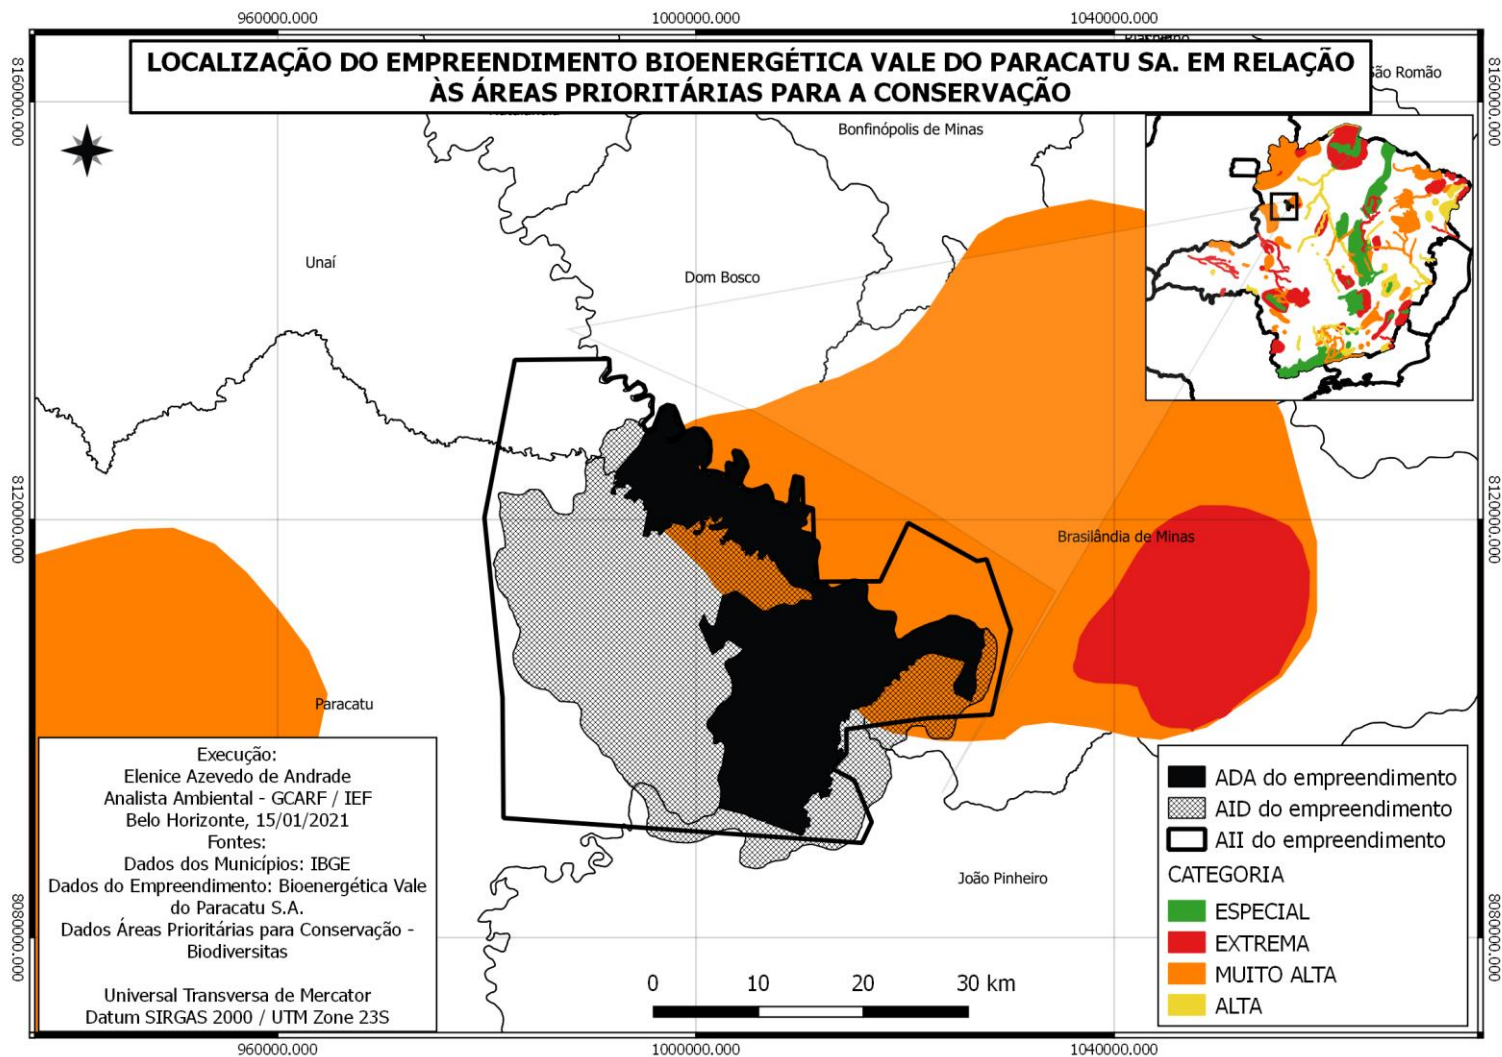 960000.000
1000000.000
1040000.000
LOCALIZAÇÃO DO EMPREENDIMENTO BIOENERGÉTICA VALE DO PARACATU SA. EM RELAÇÃO
ÀS ÁREAS PRIORITÁRIAS PARA A CONSERVAÇÃO
São Romão
8160000.000
8160000.000
Bonfinópolis de Minas
Unaí
Dom Bosco
8120000.000
8120000.000
Brasilândia de Minas
Paracatu
Execução:
Elenice Azevedo de Andrade
Analista Ambiental - GCARF / IEF
Belo Horizonte, 15/01/2021
Fontes:
Dados dos Municípios: IBGE
Dados do Empreendimento: Bioenergética Vale
do Paracatu S.A.
Dados Áreas Prioritárias para Conservação -
Biodiversitas
Universal Transversa de Mercator
Datum SIRGAS 2000 / UTM Zone 23S
João Pinheiro
0 10 20 30 km
ADA do empreendimento
AID do empreendimento
AII do empreendimento
CATEGORIA
ESPECIAL
EXTREMA
MUITO ALTA
ALTA
8080000.000
8080000.000
960000.000
1000000.000
1040000.000